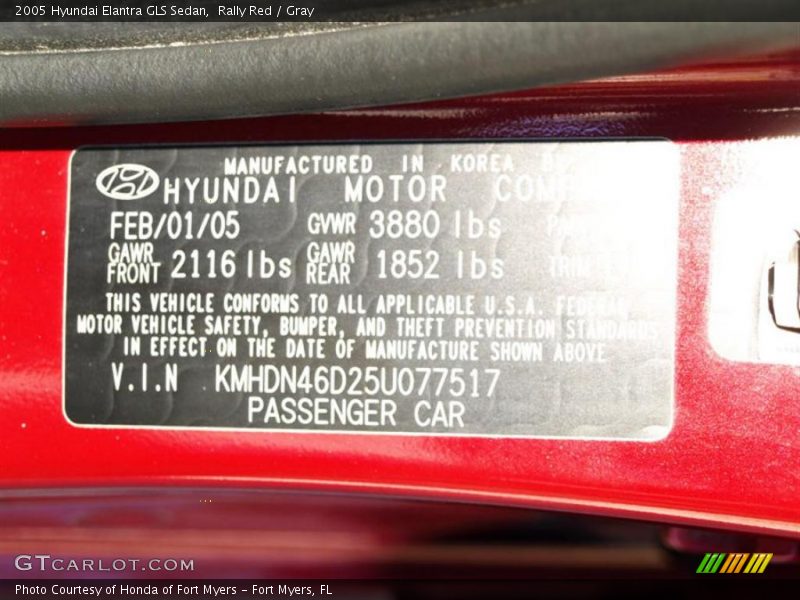 2005 Hyundai Elantra GLS Sedan,  Rally Red / Gray
MANUFACTURED IN KOREA
HYUNDAI MOTOR
FEB/01/05 GVWR 3880 lbs
GAWR FRONT 2116 lbs GAWR REAR 1852 lbs
THIS VEHICLE CONFORMS TO ALL APPLICABLE U.S.A. FEDERAL
MOTOR VEHICLE SAFETY, BUMPER, AND THEFT PREVENTION STANDARDS
IN EFFECT ON THE DATE OF MANUFACTURE SHOWN ABOVE
V.I.N KMHDN46D25U077517
PASSENGER CAR
GTCARLOT.COM
Photo Courtesy of Honda of Fort Myers - Fort Myers, FL